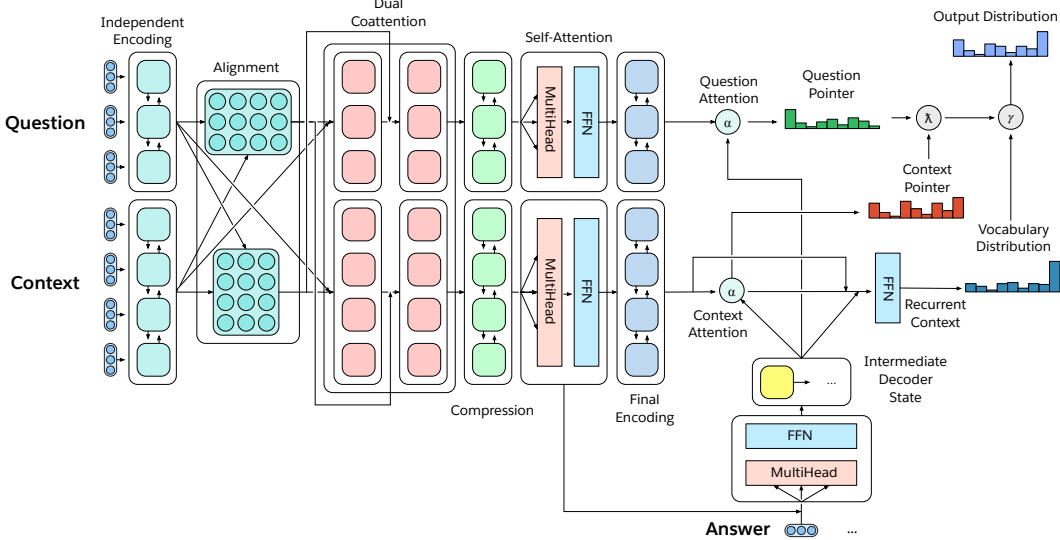 Dual
Coattention
Output Distribution
Independent
Encoding
Alignment
Self-Attention
Question
Attention
Question
Pointer
Question
MultiHead
FFN
α
ƛ
γ
Context
Pointer
Vocabulary
Distribution
Context
MultiHead
FFN
α
Context
Attention
FFN
Recurrent
Context
Compression
Final
Encoding
...
Intermediate
Decoder
State
FFN
MultiHead
Answer
...